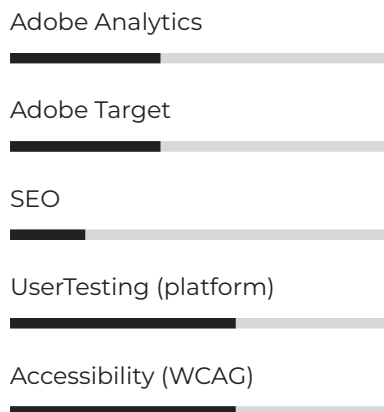 Adobe Analytics
Adobe Target
SEO
UserTesting (platform)
Accessibility (WCAG)